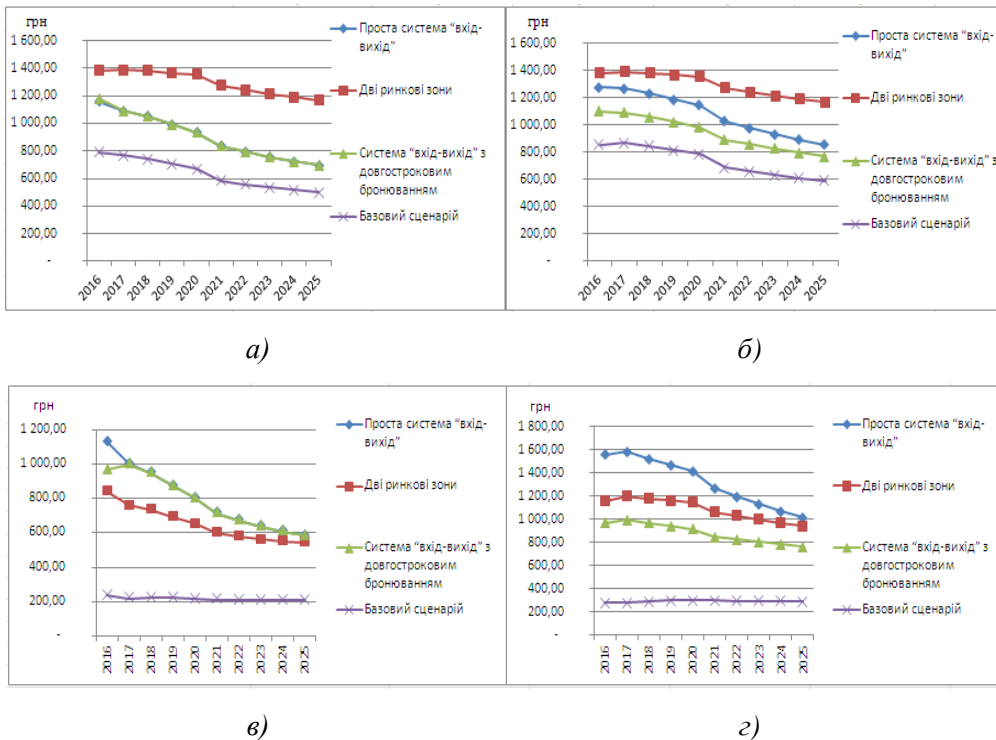 грн
1 600,00
1 400,00
1 200,00
1 000,00
800,00
600,00
400,00
200,00
-
2016 2017 2018 2019 2020 2021 2022 2023 2024 2025
Проста система “вхід-
вихід”
Дві ринкові зони
Система “вхід-вихід” з
довгостроковим
бронюванням
Базовий сценарій
грн
1 600,00
1 400,00
1 200,00
1 000,00
800,00
600,00
400,00
200,00
-
2016 2017 2018 2019 2020 2021 2022 2023 2024 2025
Проста система “вхід-
вихід”
Дві ринкові зони
Система “вхід-вихід” з
довгостроковим
бронюванням
Базовий сценарій
а)
б)
грн
1 200,00
1 000,00
800,00
600,00
400,00
200,00
-
2016 2017 2018 2019 2020 2021 2022 2023 2024 2025
Проста система “вхід-
вихід”
Дві ринкові зони
Система “вхід-вихід” з
довгостроковим
бронюванням
Базовий сценарій
грн
1 800,00
1 600,00
1 400,00
1 200,00
1 000,00
800,00
600,00
400,00
200,00
-
2016 2017 2018 2019 2020 2021 2022 2023 2024 2025
Проста система “вхід-
вихід”
Дві ринкові зони
Система “вхід-вихід” з
довгостроковим
бронюванням
Базовий сценарій
в)
г)